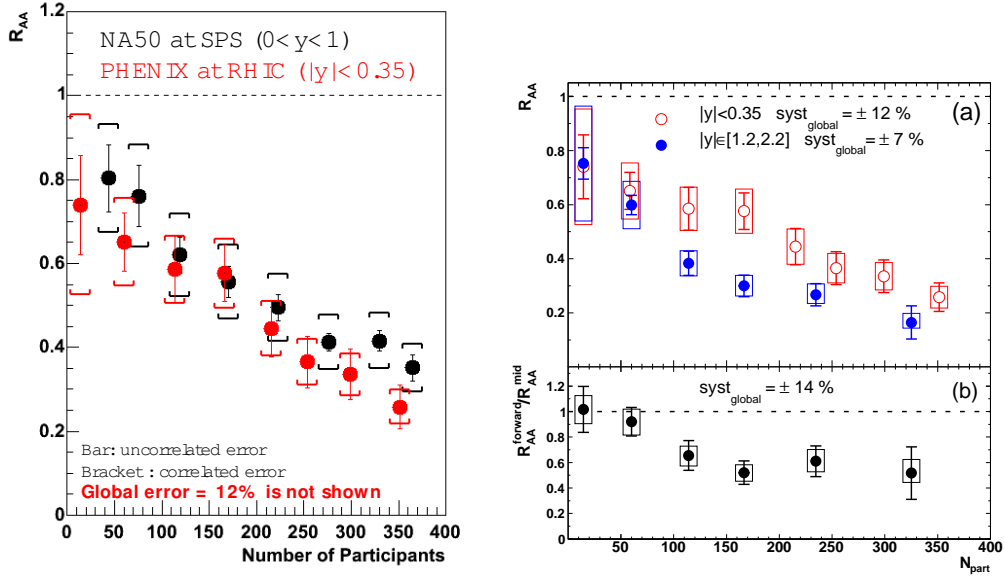 R_AA
1.2
1
0.8
0.6
0.4
0.2
0
NA50 at SPS (0<y<1)
PHENIX at RHIC (|y|<0.35)
Bar: uncorrelated error
Bracket : correlated error
Global error = 12% is not shown
0 50 100 150 200 250 300 350 400
Number of Participants
R_AA
1
0.8
0.6
0.4
0.2
(a)
|y|<0.35 syst_global = ± 12 %
|y|∈[1.2,2.2] syst_global = ± 7 %
R_AA^forward/R_AA^mid
1.2
1
0.8
0.6
0.4
0.2
0
(b)
syst_global = ± 14 %
50 100 150 200 250 300 350 400
N_part